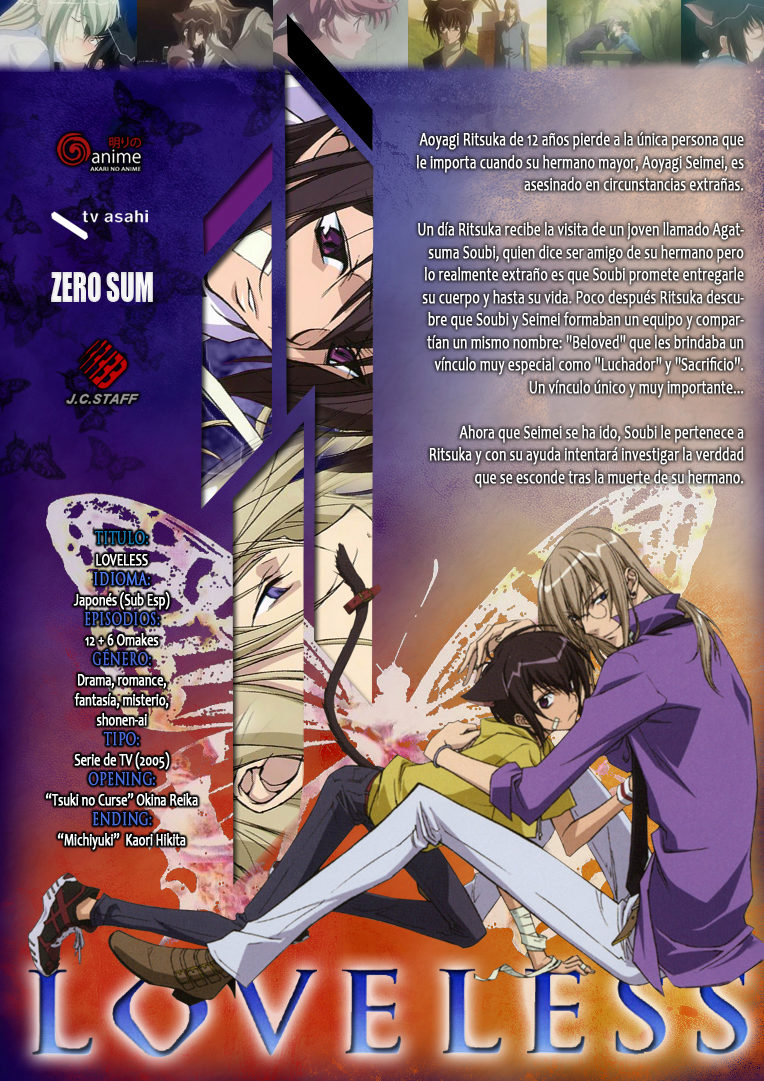 明りの
anime
AKARI NO ANIME
tv asahi
ZERO SUM
J.C.STAFF
Aoyagi Ritsuka de 12 años pierde a la única persona que
le importa cuando su hermano mayor, Aoyagi Seimei, es
asesinado en circunstancias extrañas.
Un día Ritsuka recibe la visita de un joven llamado Agat-
suma Soubi, quien dice ser amigo de su hermano pero
lo realmente extraño es que Soubi promete entregarle
su cuerpo y hasta su vida. Poco después Ritsuka descu-
bre que Soubi y Seimei formaban un equipo y compar-
tían un mismo nombre: "Beloved" que les brindaba un
vínculo muy especial como "Luchador" y "Sacrificio".
Un vínculo único y muy importante...
Ahora que Seimei se ha ido, Soubi le pertenece a
Ritsuka y con su ayuda intentará investigar la verddad
que se esconde tras la muerte de su hermano.
TITULO:
LOVELESS
IDIOMA:
Japonés (Sub Esp)
EPISODIOS:
12 + 6 Omakes
GÉNERO:
Drama, romance,
fantasía, misterio,
shonen-ai
TIPO:
Serie de TV (2005)
OPENING:
“Tsuki no Curse” Okina Reika
ENDING:
“Michiyuki” Kaori Hikita
LOVELESS